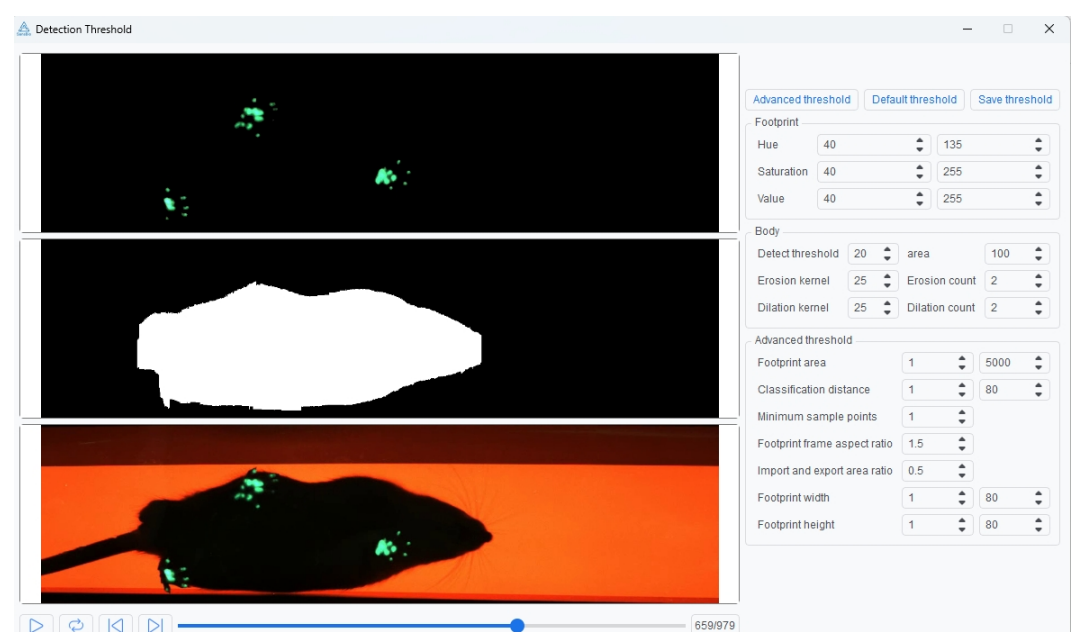 Detection Threshold
Advanced threshold Default threshold Save threshold
Footprint
Hue 40 135
Saturation 40 255
Value 40 255
Body
Detect threshold 20 area 100
Erosion kernel 25 Erosion count 2
Dilation kernel 25 Dilation count 2
Advanced threshold
Footprint area 1 5000
Classification distance 1 80
Minimum sample points 1
Footprint frame aspect ratio 1.5
Import and export area ratio 0.5
Footprint width 1 80
Footprint height 1 80
659/979